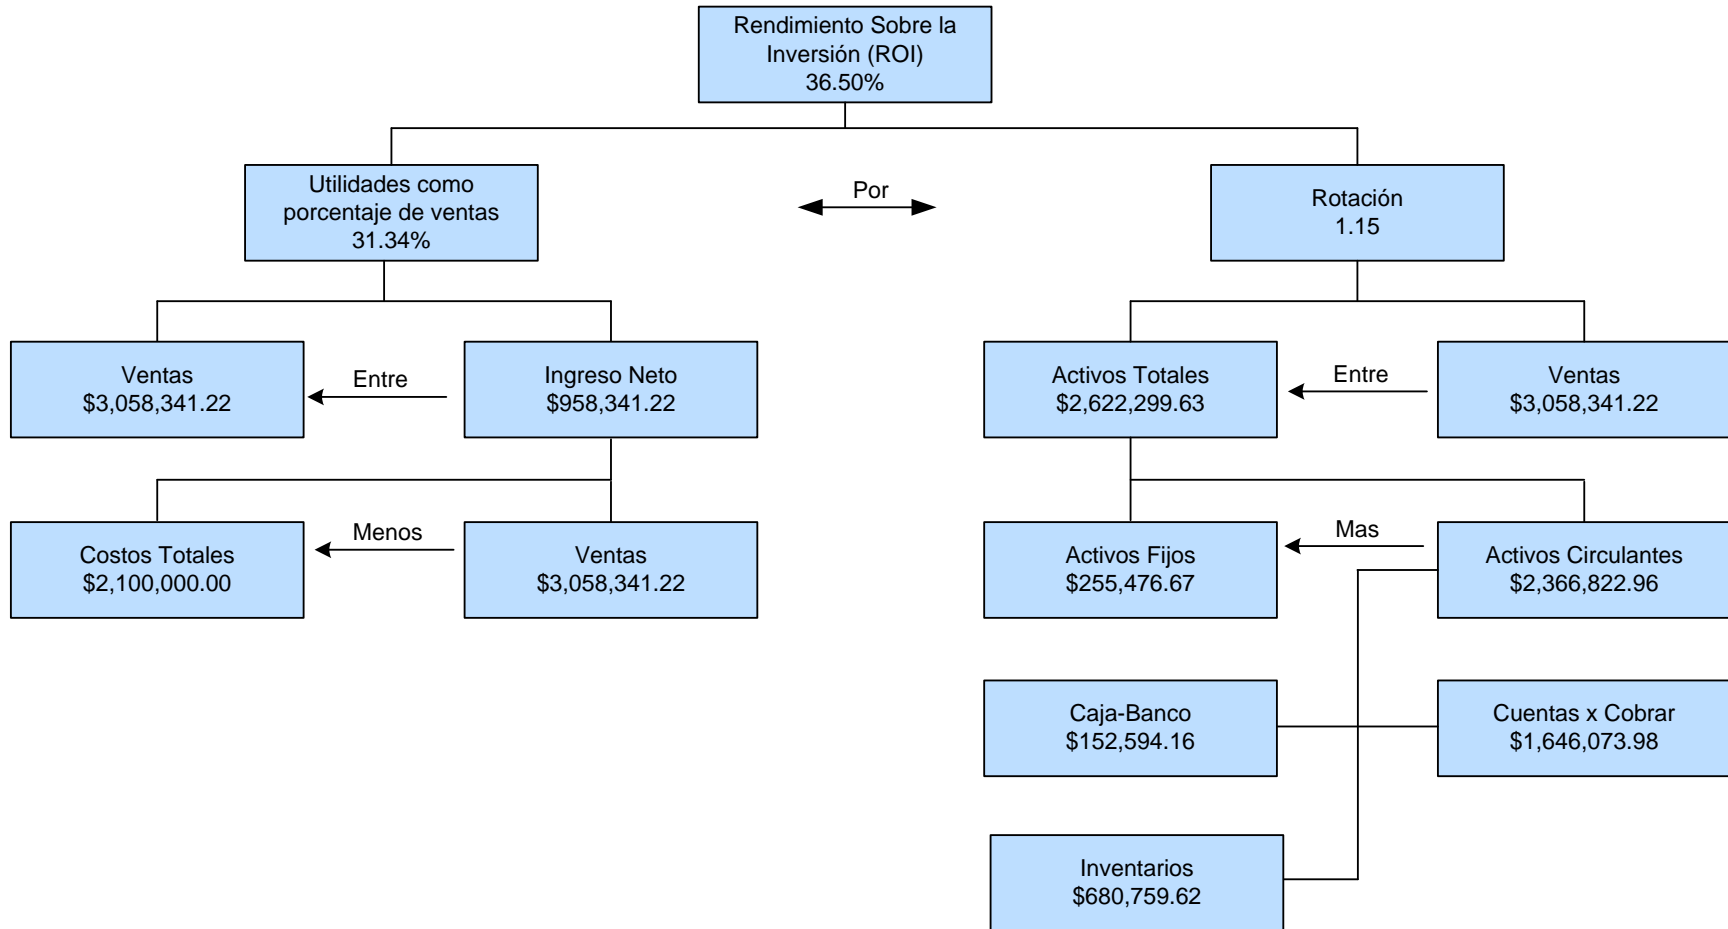 Rendimiento Sobre la
Inversión (ROI)
36.50%
Utilidades como
porcentaje de ventas
31.34%
Por
Rotación
1.15
Ventas
$3,058,341.22
Entre
Ingreso Neto
$958,341.22
Activos Totales
$2,622,299.63
Entre
Ventas
$3,058,341.22
Costos Totales
$2,100,000.00
Menos
Ventas
$3,058,341.22
Activos Fijos
$255,476.67
Mas
Activos Circulantes
$2,366,822.96
Caja-Banco
$152,594.16
Cuentas x Cobrar
$1,646,073.98
Inventarios
$680,759.62